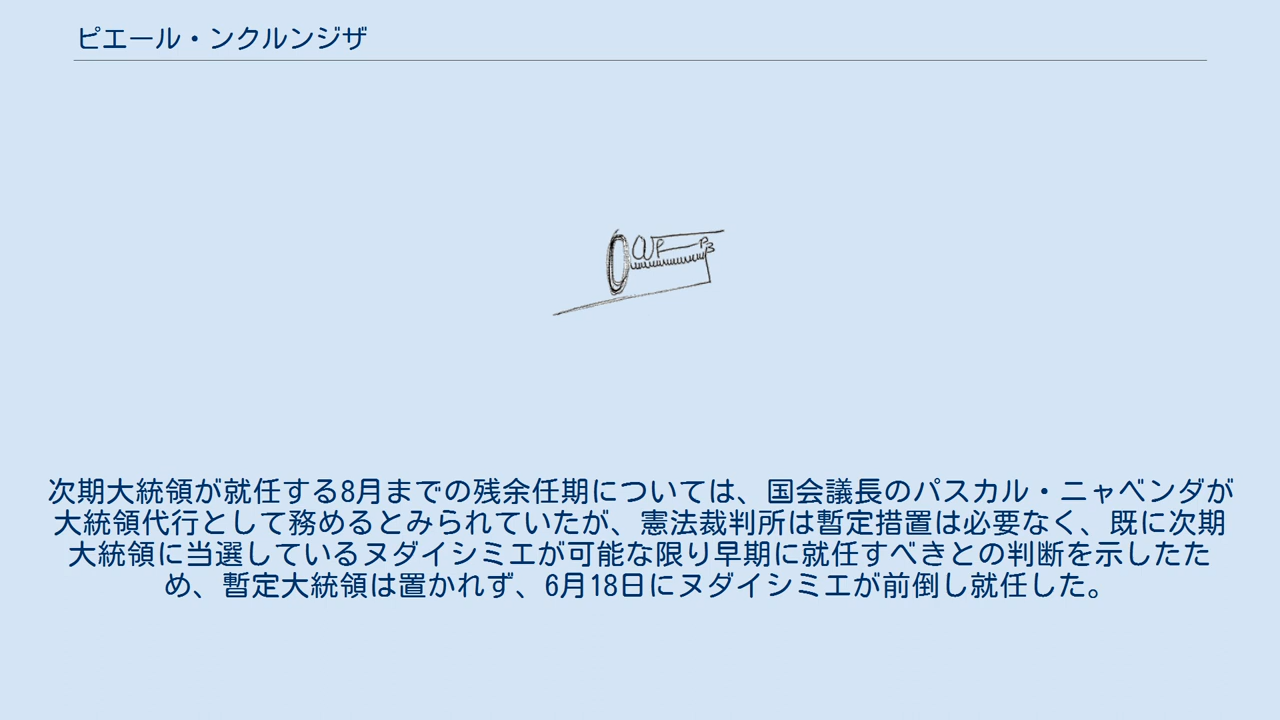 ピエール・ンクルンジザ
次期大統領が就任する8月までの残余任期については、国会議長のパスカル・ニャベンダが
大統領代行として務めるとみられていたが、憲法裁判所は暫定措置は必要なく、既に次期
大統領に当選しているヌダイシミエが可能な限り早期に就任すべきとの判断を示したた
め、暫定大統領は置かれず、6月18日にヌダイシミエが前倒し就任した。